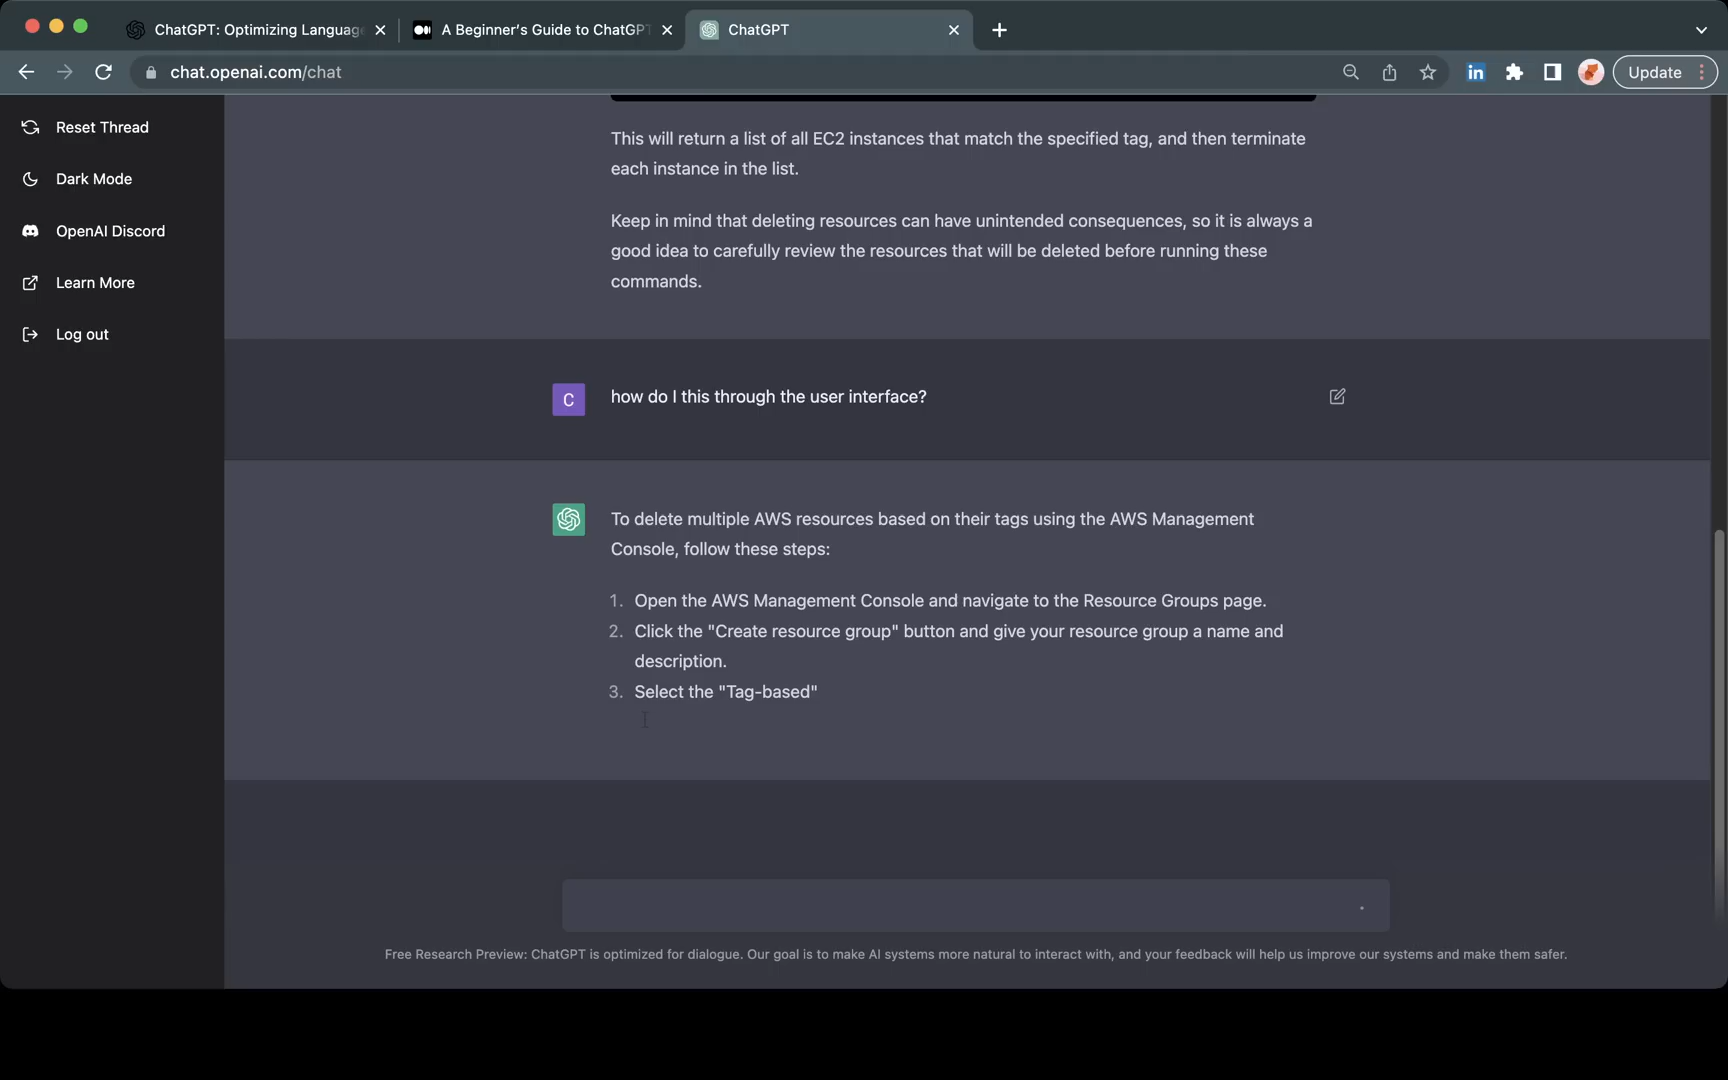 ChatGPT: Optimizing Language
A Beginner's Guide to ChatGPT
ChatGPT
chat.openai.com/chat
in
Update
Reset Thread
Dark Mode
OpenAI Discord
Learn More
Log out
This will return a list of all EC2 instances that match the specified tag, and then terminate
each instance in the list.
Keep in mind that deleting resources can have unintended consequences, so it is always a
good idea to carefully review the resources that will be deleted before running these
commands.
C
how do I this through the user interface?
To delete multiple AWS resources based on their tags using the AWS Management
Console, follow these steps:
1. Open the AWS Management Console and navigate to the Resource Groups page.
2. Click the "Create resource group" button and give your resource group a name and
description.
3. Select the "Tag-based"
Free Research Preview: ChatGPT is optimized for dialogue. Our goal is to make AI systems more natural to interact with, and your feedback will help us improve our systems and make them safer.